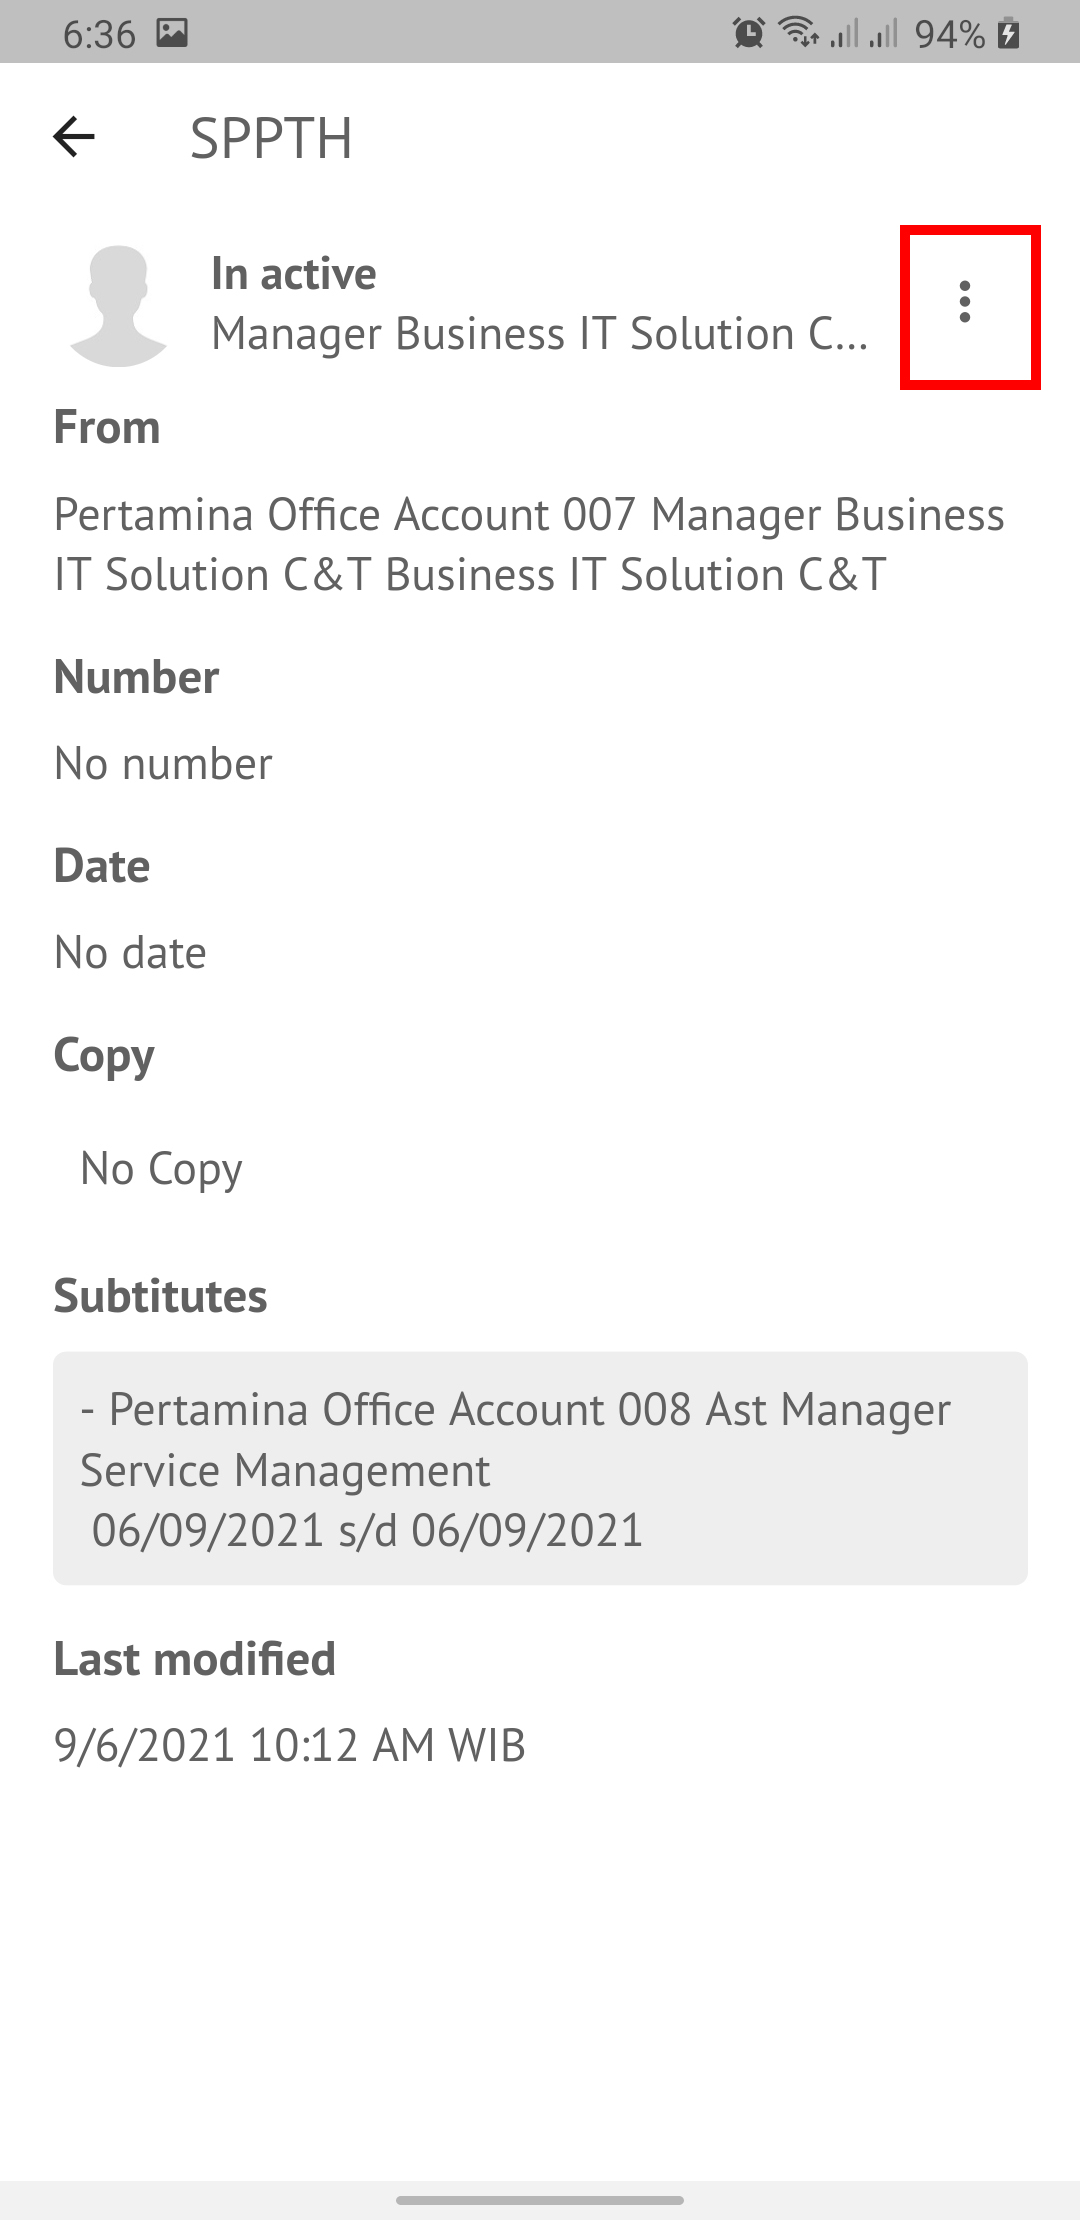 6:36 94%
SPPTH
In active
Manager Business IT Solution C...
From
Pertamina Office Account 007 Manager Business
IT Solution C&T Business IT Solution C&T
Number
No number
Date
No date
Copy
No Copy
Subtitutes
- Pertamina Office Account 008 Ast Manager
Service Management
06/09/2021 s/d 06/09/2021
Last modified
9/6/2021 10:12 AM WIB